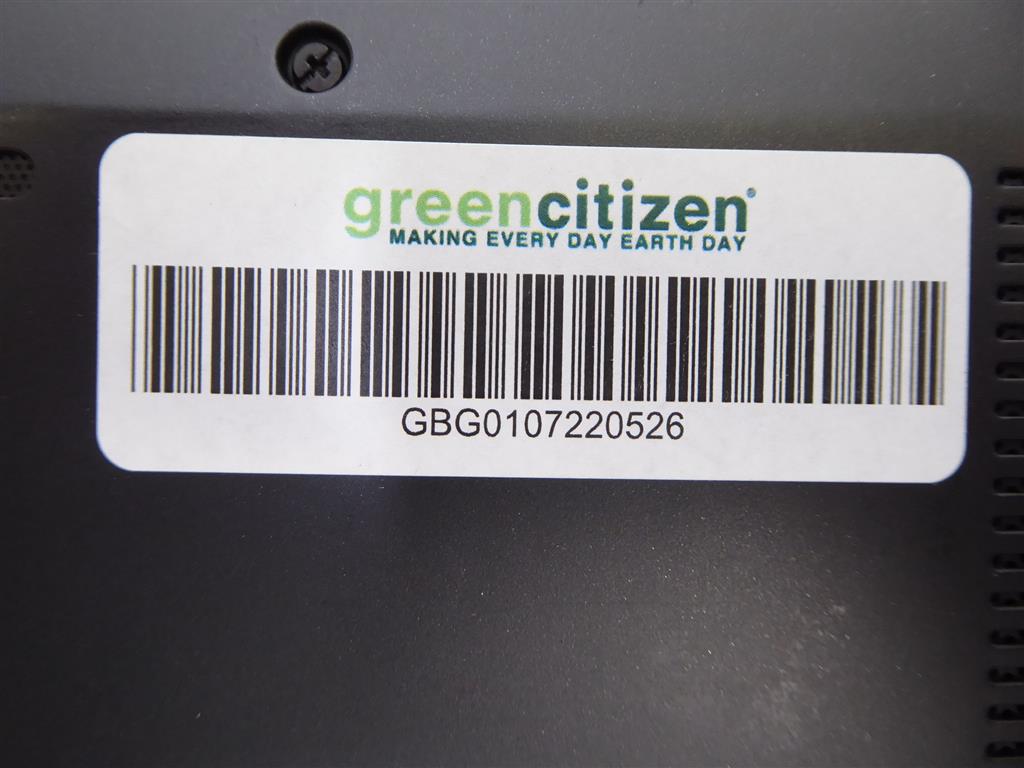 greencitizen®
MAKING EVERY DAY EARTH DAY
GBG0107220526